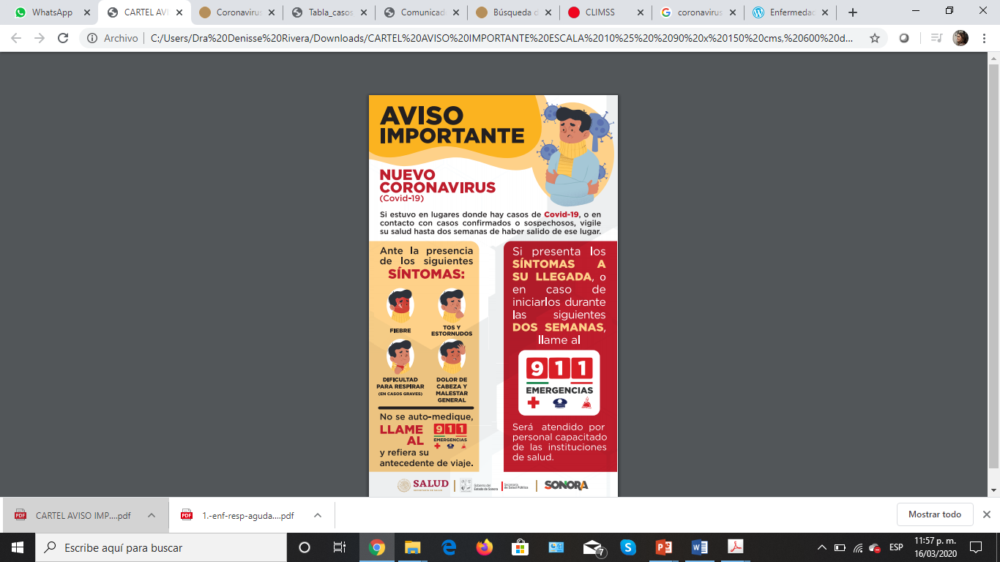 WhatsApp
CARTEL AVI
Coronavirus
Tabla_casos
Comunicad
Búsqueda d
CLIMSS
coronavirus
Enfermedad
Archivo
C:/Users/Dra%20Denisse%20Rivera/Downloads/CARTEL%20AVISO%20IMPORTANTE%20ESCALA%2010%25%20%2090%20x%20150%20cms,%20600%20d...
AVISO
IMPORTANTE
NUEVO
CORONAVIRUS
(Covid-19)
Si estuvo en lugares donde hay casos de Covid-19, o en
contacto con casos confirmados o sospechosos, vigile
su salud hasta dos semanas de haber salido de ese lugar.
Ante la presencia
de los siguientes
SÍNTOMAS:
FIEBRE
TOS Y
ESTORNUDOS
DIFICULTAD
PARA RESPIRAR
(EN CASOS GRAVES)
DOLOR DE
CABEZA Y
MALESTAR
GENERAL
No se auto-medique,
LLAME
AL
911
EMERGENCIAS
y refiera su
antecedente de viaje.
Si presenta los
SÍNTOMAS A
SU LLEGADA, o
en caso de
iniciarlos durante
las siguientes
DOS SEMANAS,
llame al
911
EMERGENCIAS
Será atendido por
personal capacitado
de las instituciones
de salud.
SALUD
SECRETARÍA DE SALUD
Gobierno del
Estado de Sonora
Secretaría
de Salud Pública
SONORA
CARTEL AVISO IMP....pdf
1.-enf-resp-aguda....pdf
Mostrar todo
Escribe aquí para buscar
7
ESP
11:57 p. m.
16/03/2020